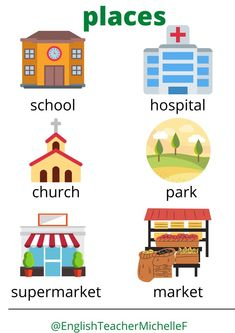 places
school
hospital
church
park
supermarket
market
@EnglishTeacherMichelleF